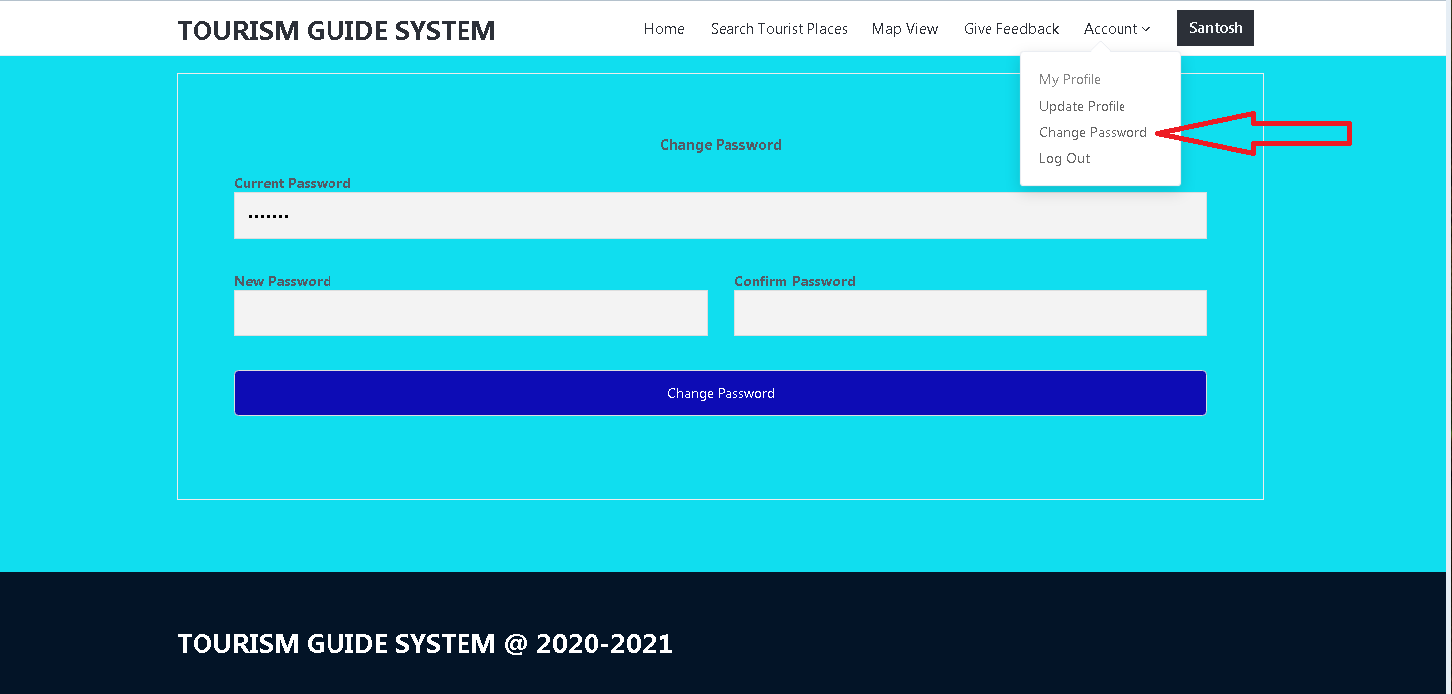 TOURISM GUIDE SYSTEM
Home Search Tourist Places Map View Give Feedback Account Santosh
My Profile
Update Profile
Change Password
Log Out
Change Password
Current Password
•••••••
New Password Confirm Password
Change Password
TOURISM GUIDE SYSTEM @ 2020-2021